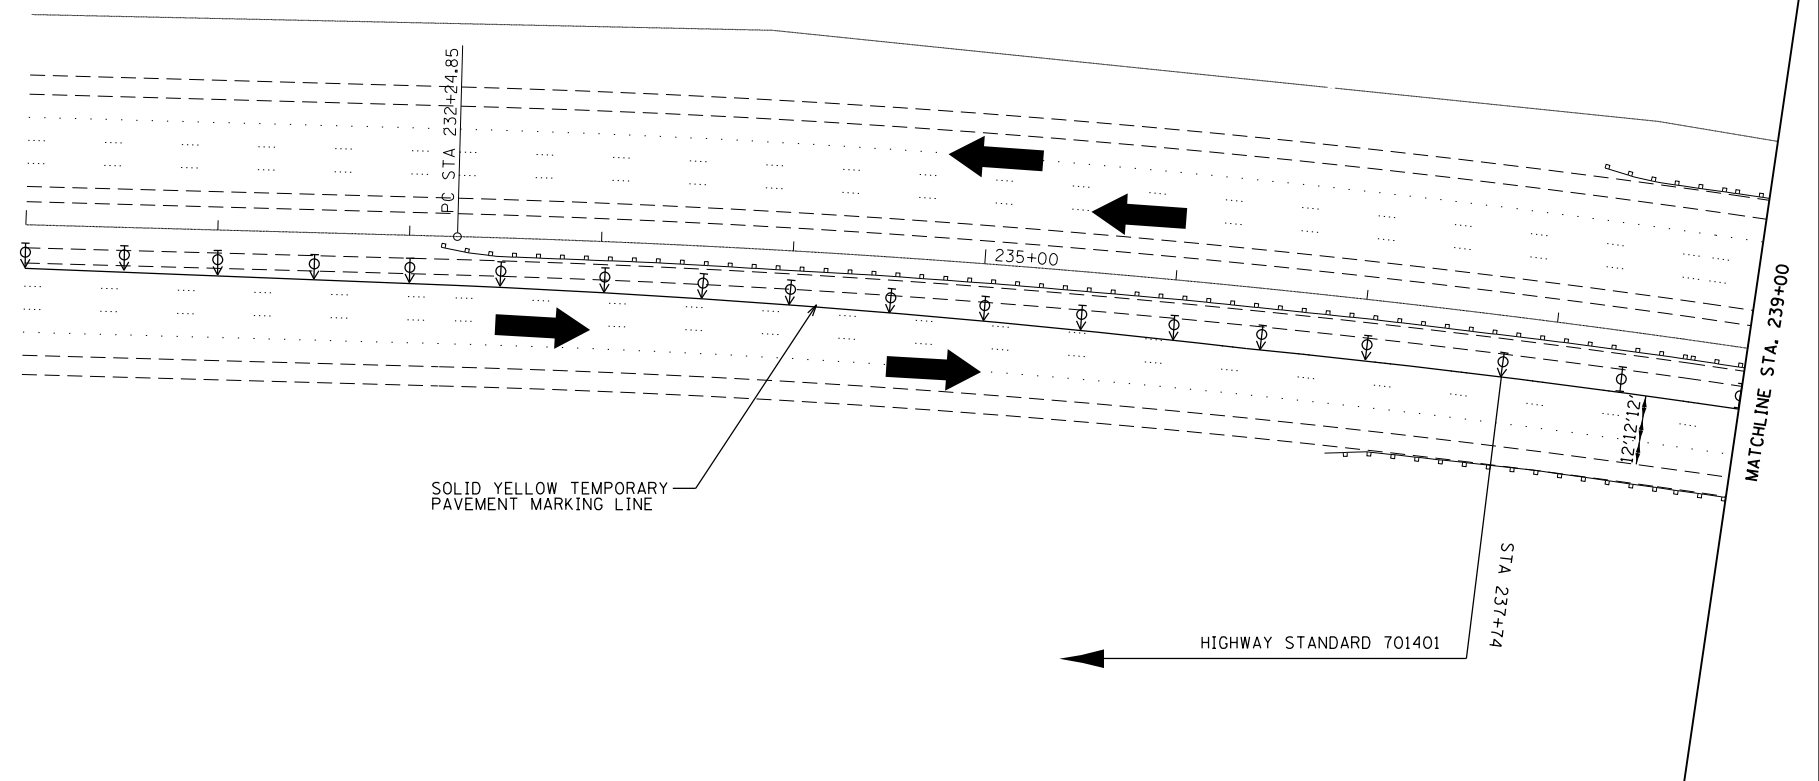 PC STA 232+24.85
235+00
MATCHLINE STA. 239+00
12'12'12'
SOLID YELLOW TEMPORARY
PAVEMENT MARKING LINE
STA 237+74
HIGHWAY STANDARD 701401